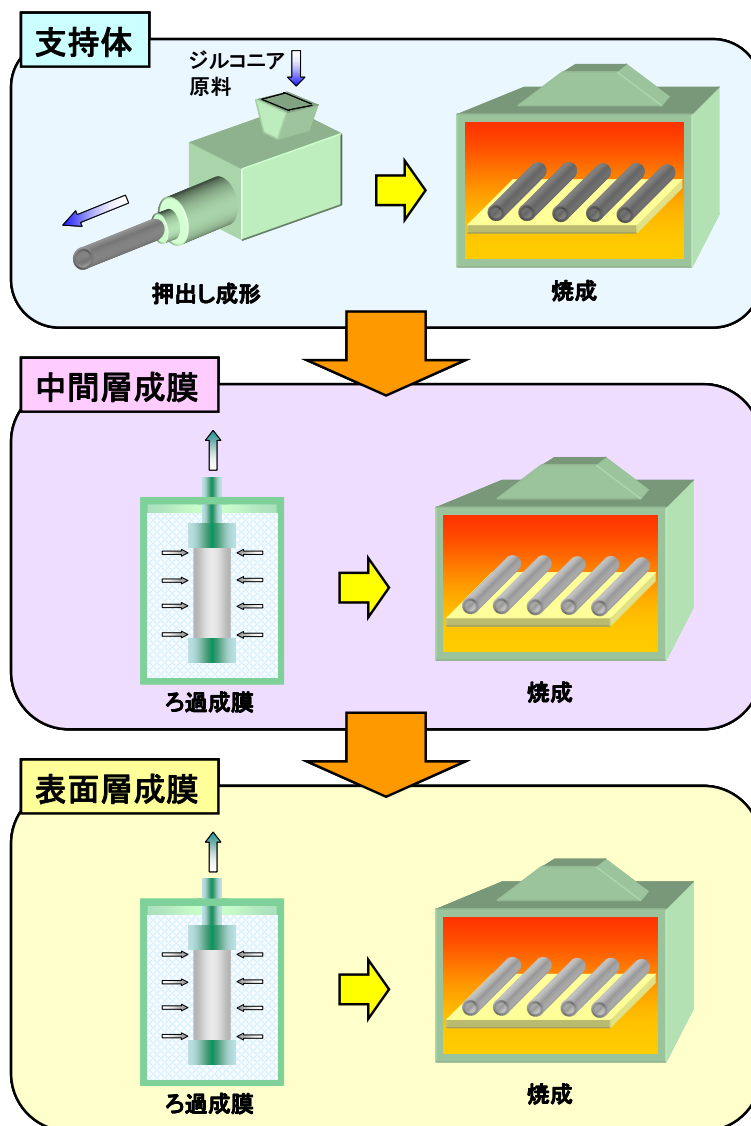 支持体
ジルコニア
原料
押出し成形
焼成
中間層成膜
ろ過成膜
焼成
表面層成膜
ろ過成膜
焼成